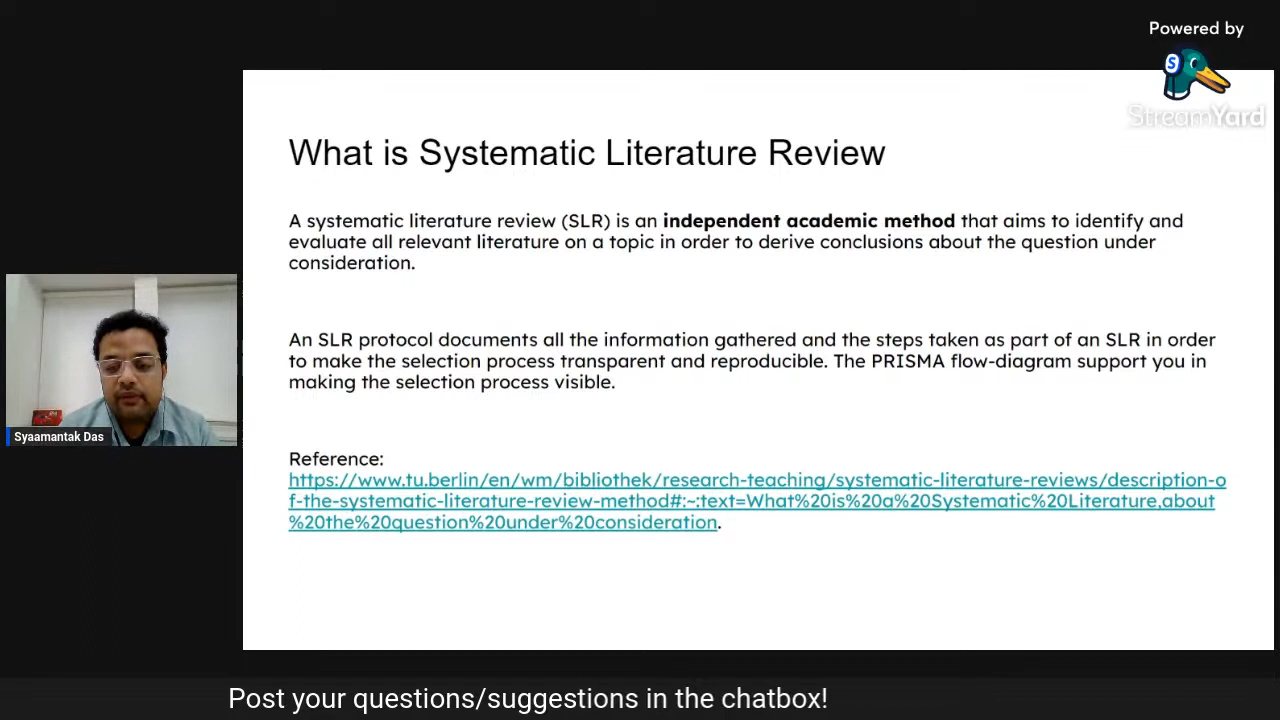 Powered by
S
StreamYard
What is Systematic Literature Review
A systematic literature review (SLR) is an independent academic method that aims to identify and
evaluate all relevant literature on a topic in order to derive conclusions about the question under
consideration.
An SLR protocol documents all the information gathered and the steps taken as part of an SLR in order
to make the selection process transparent and reproducible. The PRISMA flow-diagram support you in
making the selection process visible.
Reference:
https://www.tu.berlin/en/wm/bibliothek/research-teaching/systematic-literature-reviews/description-o
f-the-systematic-literature-review-method#:~:text=What%20is%20a%20Systematic%20Literature,about
%20the%20question%20under%20consideration.
Syaamantak Das
Post your questions/suggestions in the chatbox!